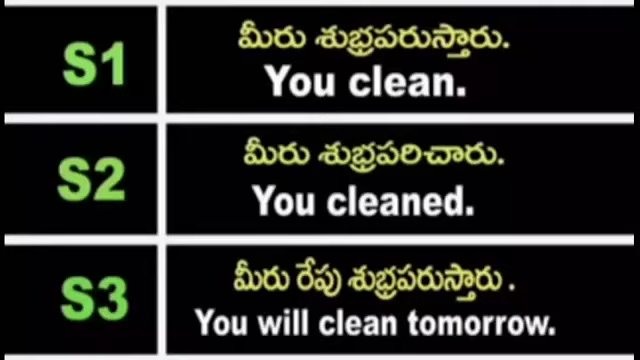 S1
మీరు శుభ్రపరుస్తారు.
You clean.
S2
మీరు శుభ్రపరిచారు.
You cleaned.
S3
మీరు రేపు శుభ్రపరుస్తారు .
You will clean tomorrow.